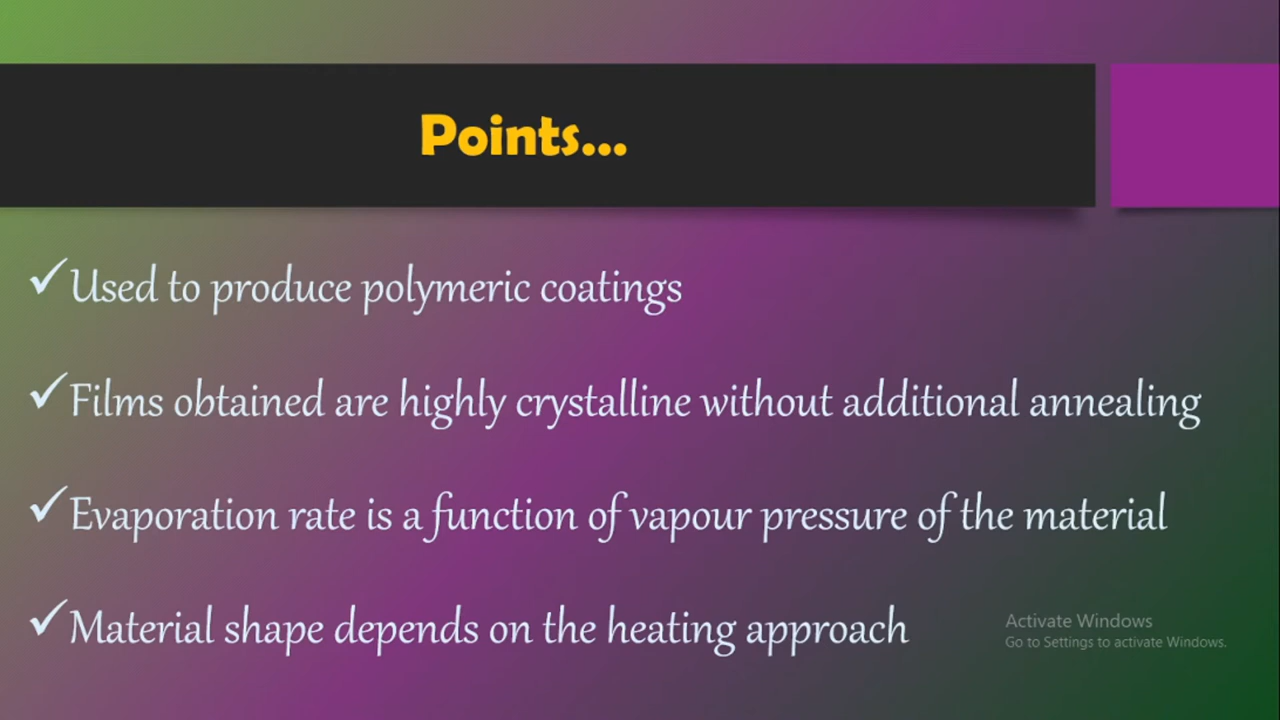 Points...
✓Used to produce polymeric coatings
✓Films obtained are highly crystalline without additional annealing
✓Evaporation rate is a function of vapour pressure of the material
✓Material shape depends on the heating approach
Activate Windows
Go to Settings to activate Windows.